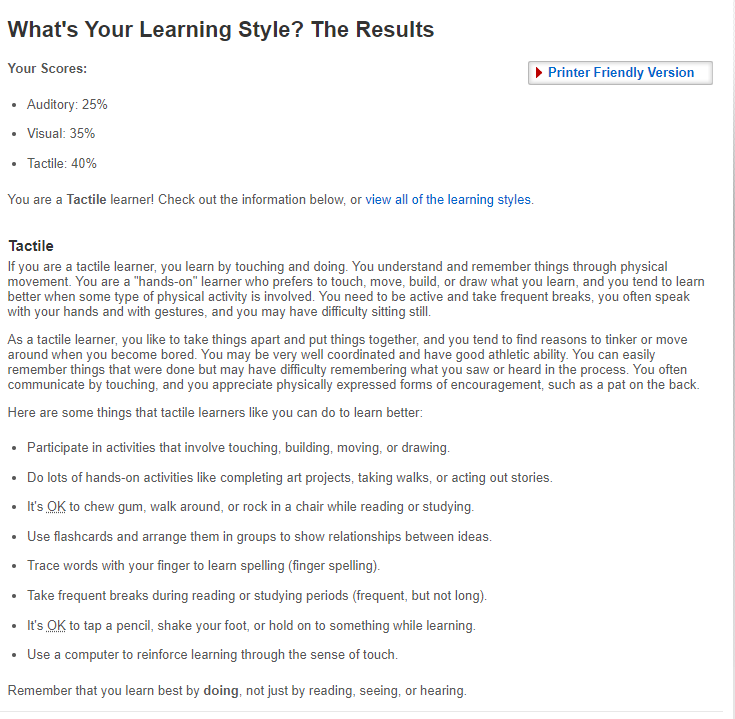 What's Your Learning Style? The Results
Your Scores:
Printer Friendly Version
• Auditory: 25%
• Visual: 35%
• Tactile: 40%
You are a Tactile learner! Check out the information below, or view all of the learning styles.
Tactile
If you are a tactile learner, you learn by touching and doing. You understand and remember things through physical
movement. You are a "hands-on" learner who prefers to touch, move, build, or draw what you learn, and you tend to learn
better when some type of physical activity is involved. You need to be active and take frequent breaks, you often speak
with your hands and with gestures, and you may have difficulty sitting still.
As a tactile learner, you like to take things apart and put things together, and you tend to find reasons to tinker or move
around when you become bored. You may be very well coordinated and have good athletic ability. You can easily
remember things that were done but may have difficulty remembering what you saw or heard in the process. You often
communicate by touching, and you appreciate physically expressed forms of encouragement, such as a pat on the back.
Here are some things that tactile learners like you can do to learn better:
• Participate in activities that involve touching, building, moving, or drawing.
• Do lots of hands-on activities like completing art projects, taking walks, or acting out stories.
• It's OK to chew gum, walk around, or rock in a chair while reading or studying.
• Use flashcards and arrange them in groups to show relationships between ideas.
• Trace words with your finger to learn spelling (finger spelling).
• Take frequent breaks during reading or studying periods (frequent, but not long).
• It's OK to tap a pencil, shake your foot, or hold on to something while learning.
• Use a computer to reinforce learning through the sense of touch.
Remember that you learn best by doing, not just by reading, seeing, or hearing.